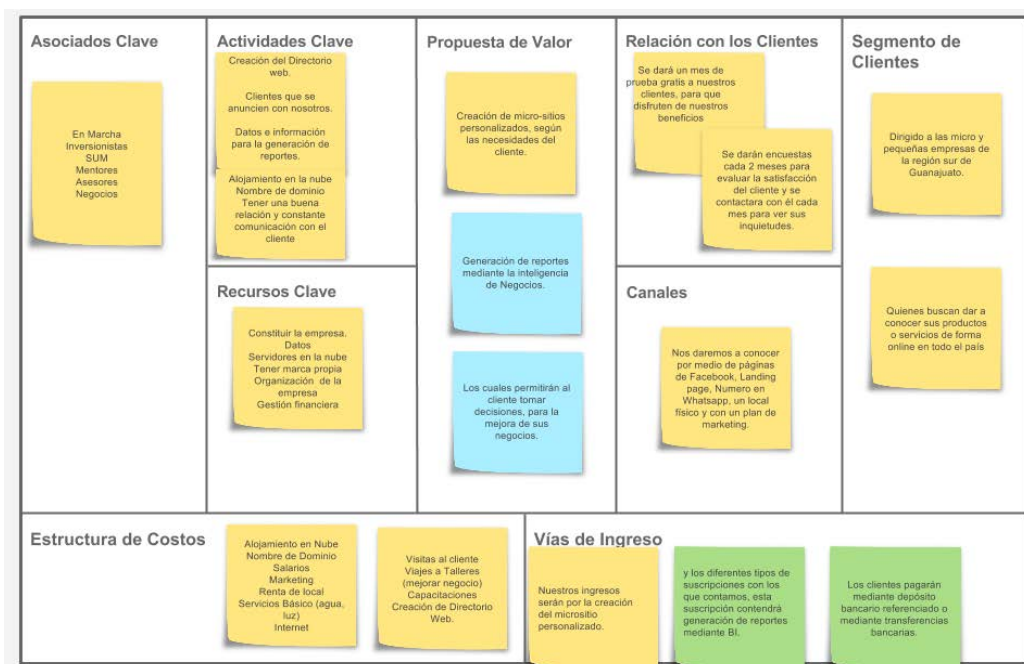 Asociados Clave
En Marcha
Inversionistas
SUM
Mentores
Asesores
Negocios
Actividades Clave
Creación del Directorio
web.
Clientes que se
anuncien con nosotros.
Datos e información
para la generación de
reportes.
Alojamiento en la nube
Nombre de dominio
Tener una buena
relación y constante
comunicación con el
cliente
Recursos Clave
Constituir la empresa.
Datos
Servidores en la nube
Tener marca propia
Organización de la
empresa
Gestión financiera
Propuesta de Valor
Creación de micro-sitios
personalizados, según
las necesidades del
cliente.
Generación de reportes
mediante la inteligencia
de Negocios.
Los cuales permitirán al
cliente tomar
decisiones, para la
mejora de sus
negocios.
Relación con los Clientes
Se dará un mes de
prueba gratis a nuestros
clientes, para que
disfruten de nuestros
beneficios
Se darán encuestas
cada 2 meses para
evaluar la satisfacción
del cliente y se
contactara con él cada
mes para ver sus
inquietudes.
Canales
Nos daremos a conocer
por medio de páginas
de Facebook, Landing
page, Numero en
Whatsapp, un local
físico y con un plan de
marketing.
Segmento de
Clientes
Dirigido a las micro y
pequeñas empresas de
la región sur de
Guanajuato.
Quienes buscan dar a
conocer sus productos
o servicios de forma
online en todo el país
Estructura de Costos
Alojamiento en Nube
Nombre de Dominio
Salarios
Marketing
Renta de local
Servicios Básico (agua,
luz)
Internet
Visitas al cliente
Viajes a Talleres
(mejorar negocio)
Capacitaciones
Creación de Directorio
Web.
Vías de Ingreso
Nuestros ingresos
serán por la creación
del micrositio
personalizado.
y los diferentes tipos de
suscripciones con los
que contamos, esta
suscripción contendrá
generación de reportes
mediante BI.
Los clientes pagarán
mediante depósito
bancario referenciado o
mediante transferencias
bancarias.